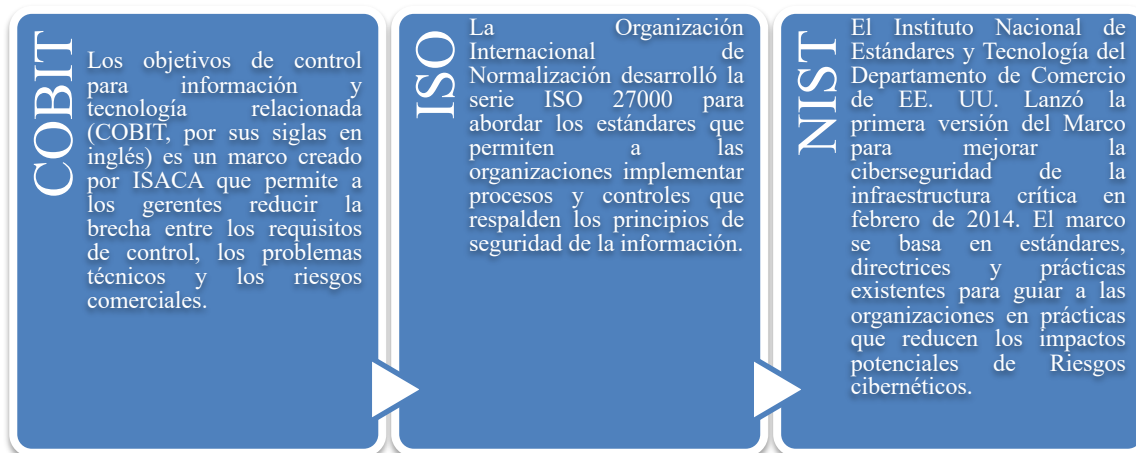 COBIT
Los objetivos de control
para información y
tecnología relacionada
(COBIT, por sus siglas en
inglés) es un marco creado
por ISACA que permite a
los gerentes reducir la
brecha entre los requisitos
de control, los problemas
técnicos y los riesgos
comerciales.
ISO
La Organización
Internacional de
Normalización desarrolló la
serie ISO 27000 para
abordar los estándares que
permiten a las
organizaciones implementar
procesos y controles que
respalden los principios de
seguridad de la información.
NIST
El Instituto Nacional de
Estándares y Tecnología del
Departamento de Comercio
de EE. UU. Lanzó la
primera versión del Marco
para mejorar la
ciberseguridad de la
infraestructura crítica en
febrero de 2014. El marco
se basa en estándares,
directrices y prácticas
existentes para guiar a las
organizaciones en prácticas
que reducen los impactos
potenciales de Riesgos
cibernéticos.